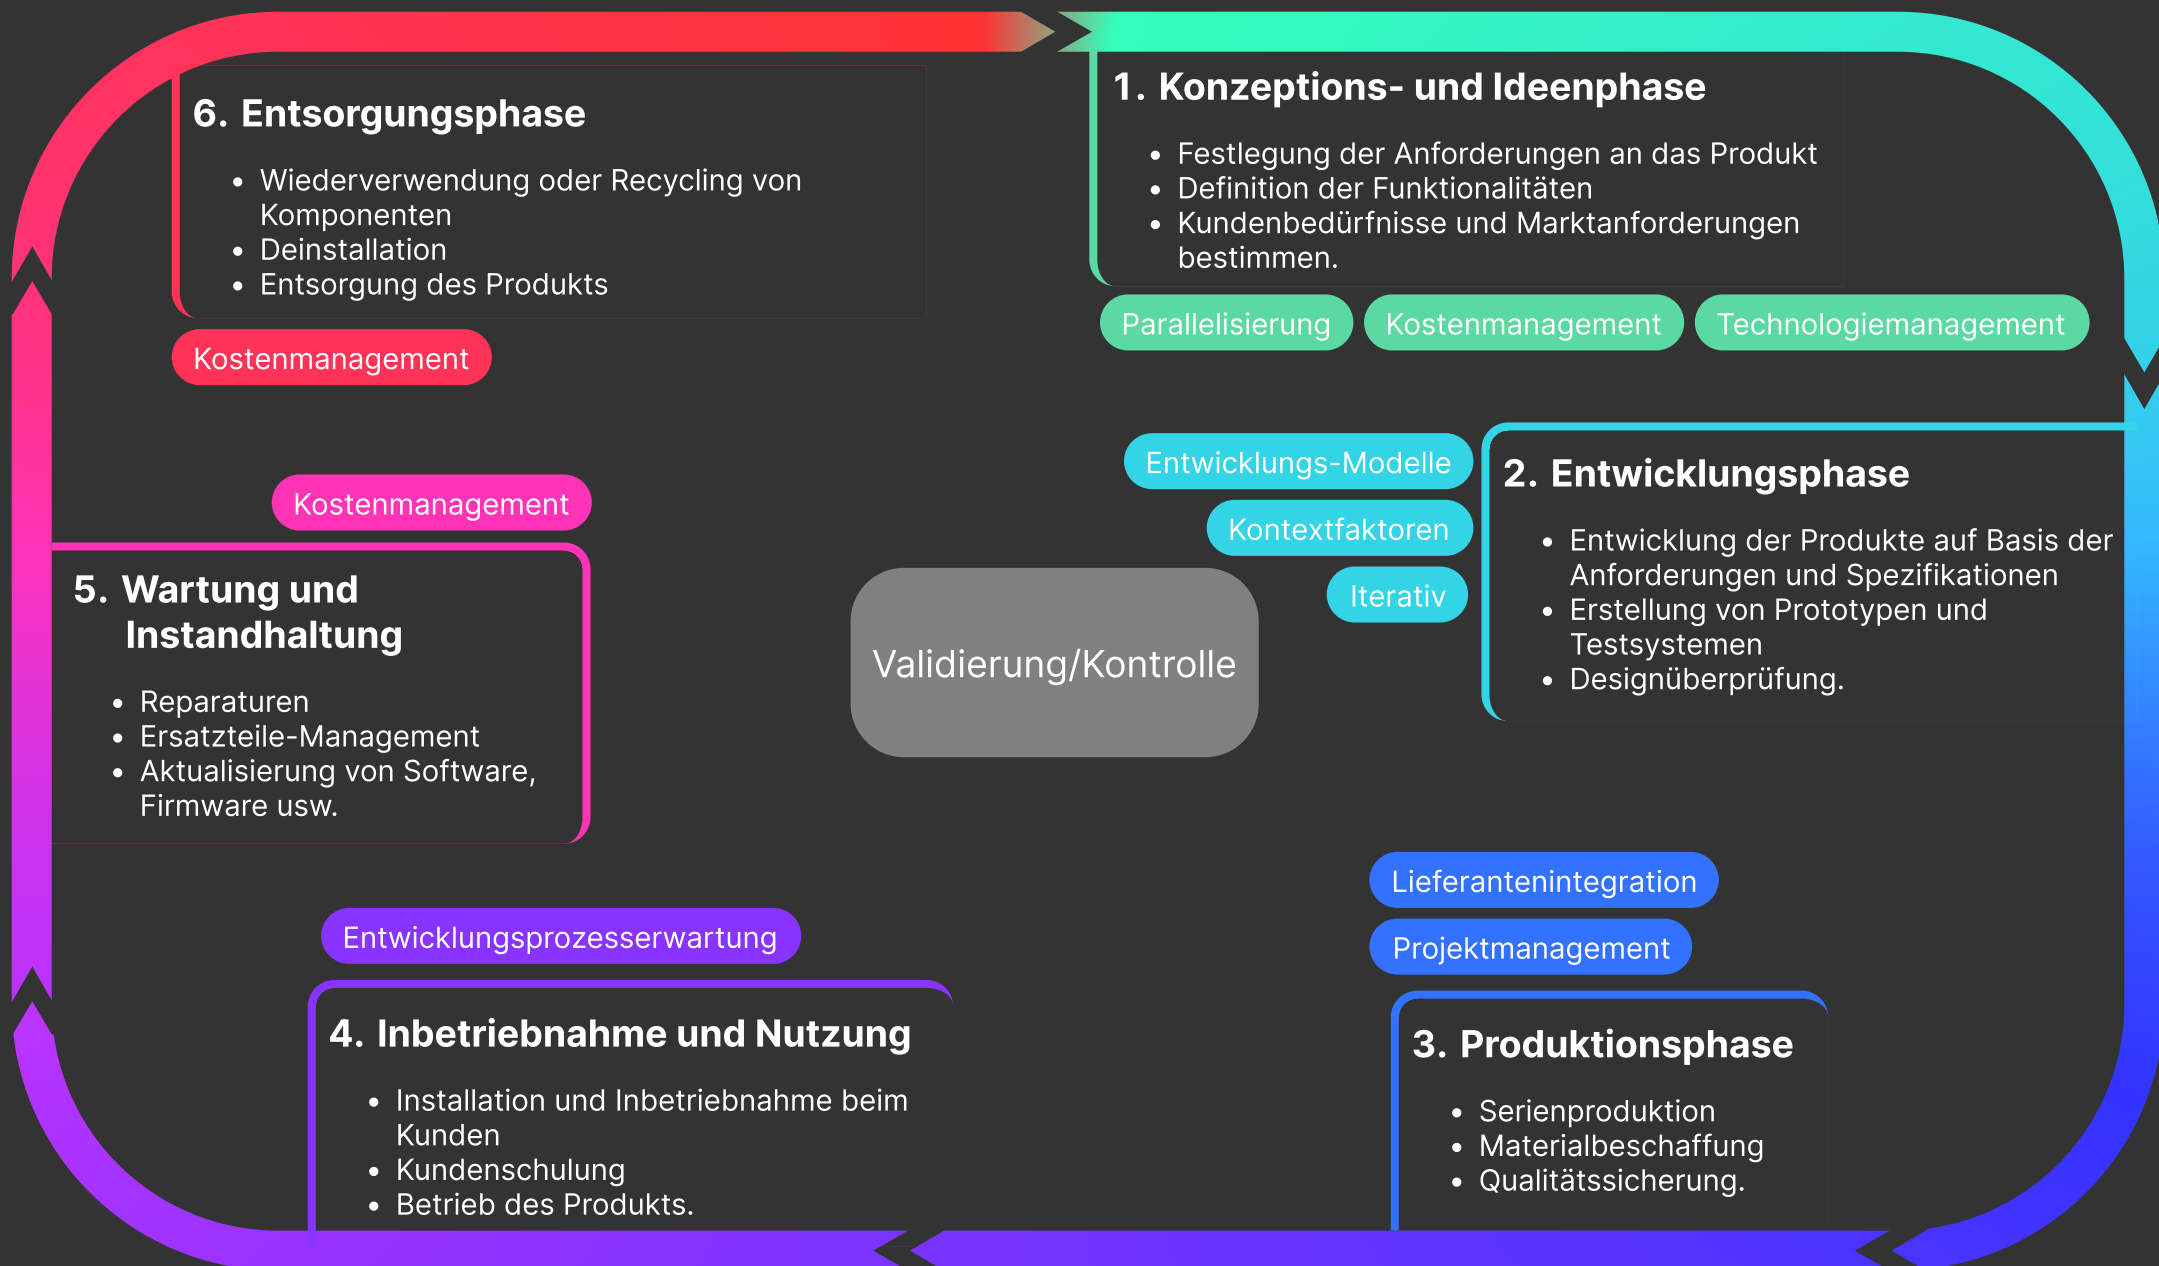 1. Konzeptions- und Ideenphase
• Festlegung der Anforderungen an das Produkt
• Definition der Funktionalitäten
• Kundenbedürfnisse und Marktanforderungen
bestimmen.
Parallelisierung
Kostenmanagement
Technologiemanagement
2. Entwicklungsphase
• Entwicklung der Produkte auf Basis der
Anforderungen und Spezifikationen
• Erstellung von Prototypen und
Testsystemen
• Designüberprüfung.
Entwicklungs-Modelle
Kontextfaktoren
Iterativ
Lieferantenintegration
Projektmanagement
3. Produktionsphase
• Serienproduktion
• Materialbeschaffung
• Qualitätssicherung.
Entwicklungsprozesserwartung
4. Inbetriebnahme und Nutzung
• Installation und Inbetriebnahme beim
Kunden
• Kundenschulung
• Betrieb des Produkts.
Kostenmanagement
5. Wartung und
Instandhaltung
• Reparaturen
• Ersatzteile-Management
• Aktualisierung von Software,
Firmware usw.
6. Entsorgungsphase
• Wiederverwendung oder Recycling von
Komponenten
• Deinstallation
• Entsorgung des Produkts
Kostenmanagement
Validierung/Kontrolle